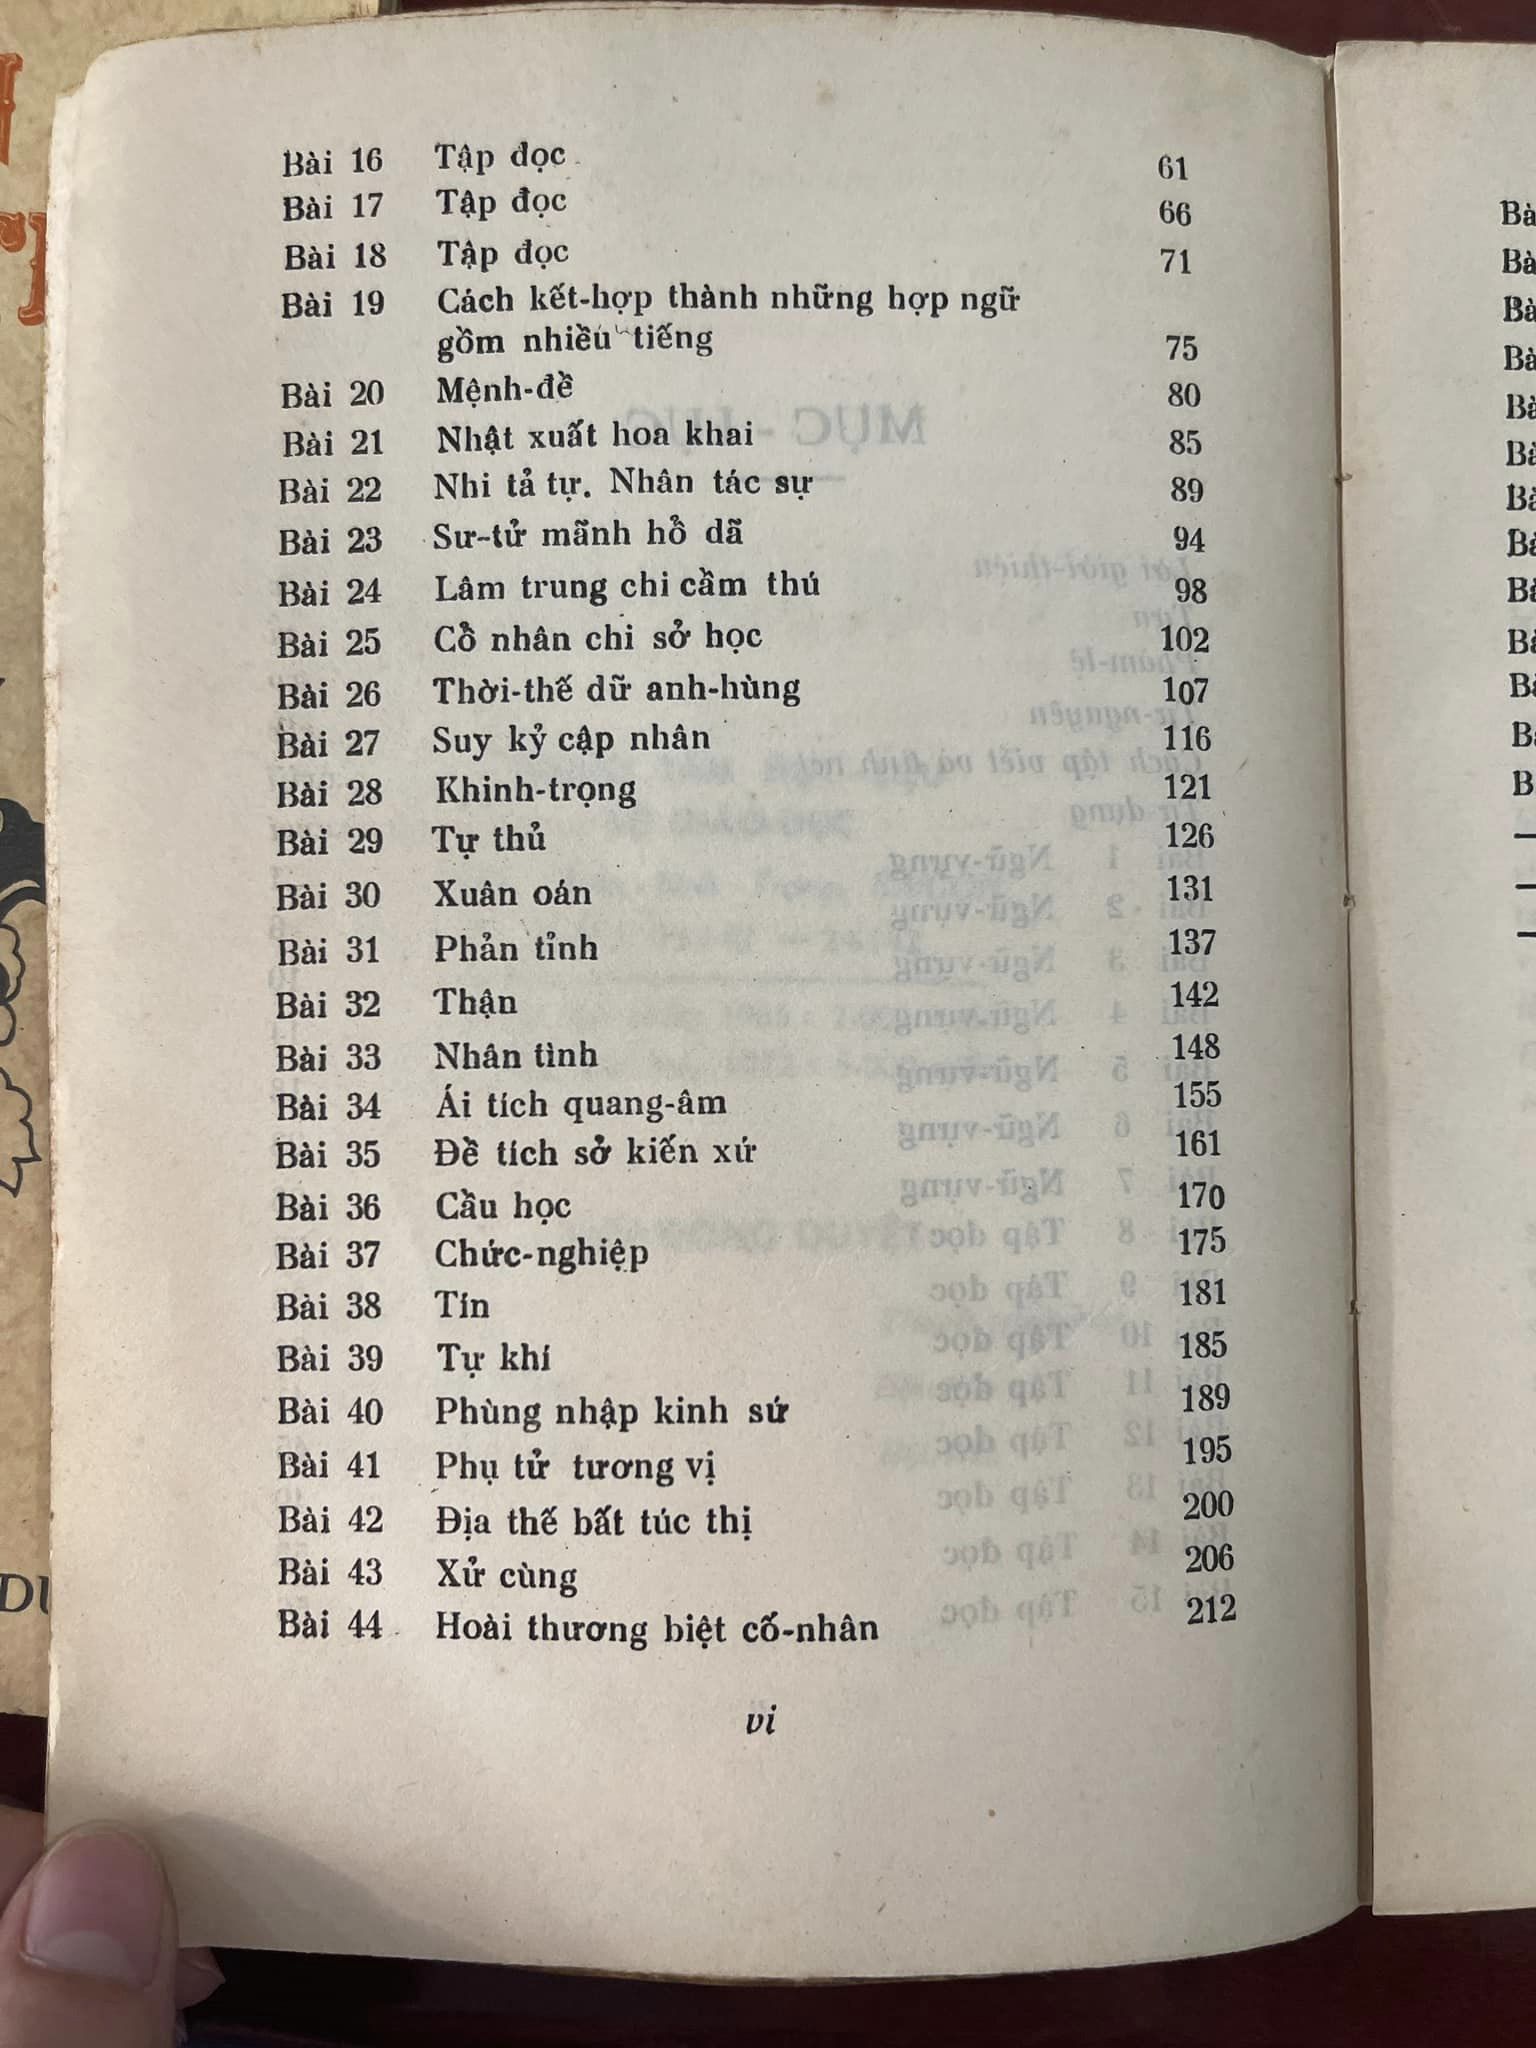 Bài 16 Tập đọc 61
Bài 17 Tập đọc 66
Bài 18 Tập đọc 71
Bài 19 Cách kết-hợp thành những hợp ngữ
gồm nhiều tiếng 75
Bài 20 Mệnh-đề 80
Bài 21 Nhật xuất hoa khai 85
Bài 22 Nhi tả tự. Nhân tác sự 89
Bài 23 Sư-tử mãnh hổ dã 94
Bài 24 Lâm trung chi cầm thú 98
Bài 25 Cổ nhân chi sở học 102
Bài 26 Thời-thế dữ anh-hùng 107
Bài 27 Suy kỷ cập nhân 116
Bài 28 Khinh-trọng 121
Bài 29 Tự thủ 126
Bài 30 Xuân oán 131
Bài 31 Phản tỉnh 137
Bài 32 Thận 142
Bài 33 Nhân tình 148
Bài 34 Ái tích quang-âm 155
Bài 35 Đề tích sở kiến xứ 161
Bài 36 Cầu học 170
Bài 37 Chức-nghiệp 175
Bài 38 Tín 181
Bài 39 Tự khí 185
Bài 40 Phùng nhập kinh sứ 189
Bài 41 Phụ tử tương vị 195
Bài 42 Địa thế bất túc thị 200
Bài 43 Xử cùng 206
Bài 44 Hoài thương biệt cố-nhân 212
vi